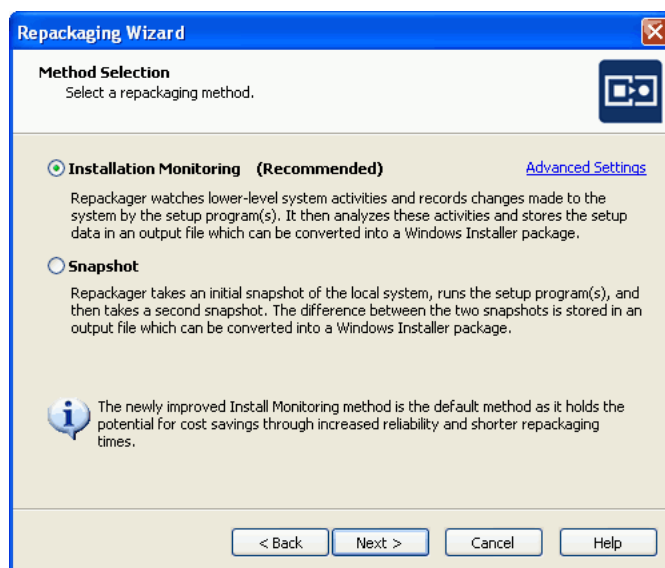 Repackaging Wizard
Method Selection
Select a repackaging method.
Installation Monitoring (Recommended)
Advanced Settings
Repackager watches lower-level system activities and records changes made to the
system by the setup program(s). It then analyzes these activities and stores the setup
data in an output file which can be converted into a Windows Installer package.
Snapshot
Repackager takes an initial snapshot of the local system, runs the setup program(s), and
then takes a second snapshot. The difference between the two snapshots is stored in an
output file which can be converted into a Windows Installer package.
The newly improved Install Monitoring method is the default method as it holds the
potential for cost savings through increased reliability and shorter repackaging
times.
< Back
Next >
Cancel
Help